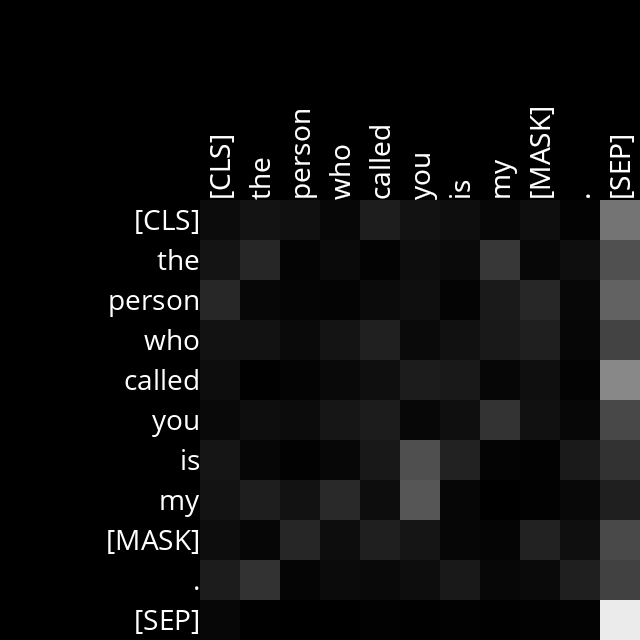 [CLS] the person who called you is my [MASK] . [SEP]
[CLS]
the
person
who
called
you
is
my
[MASK]
.
[SEP]